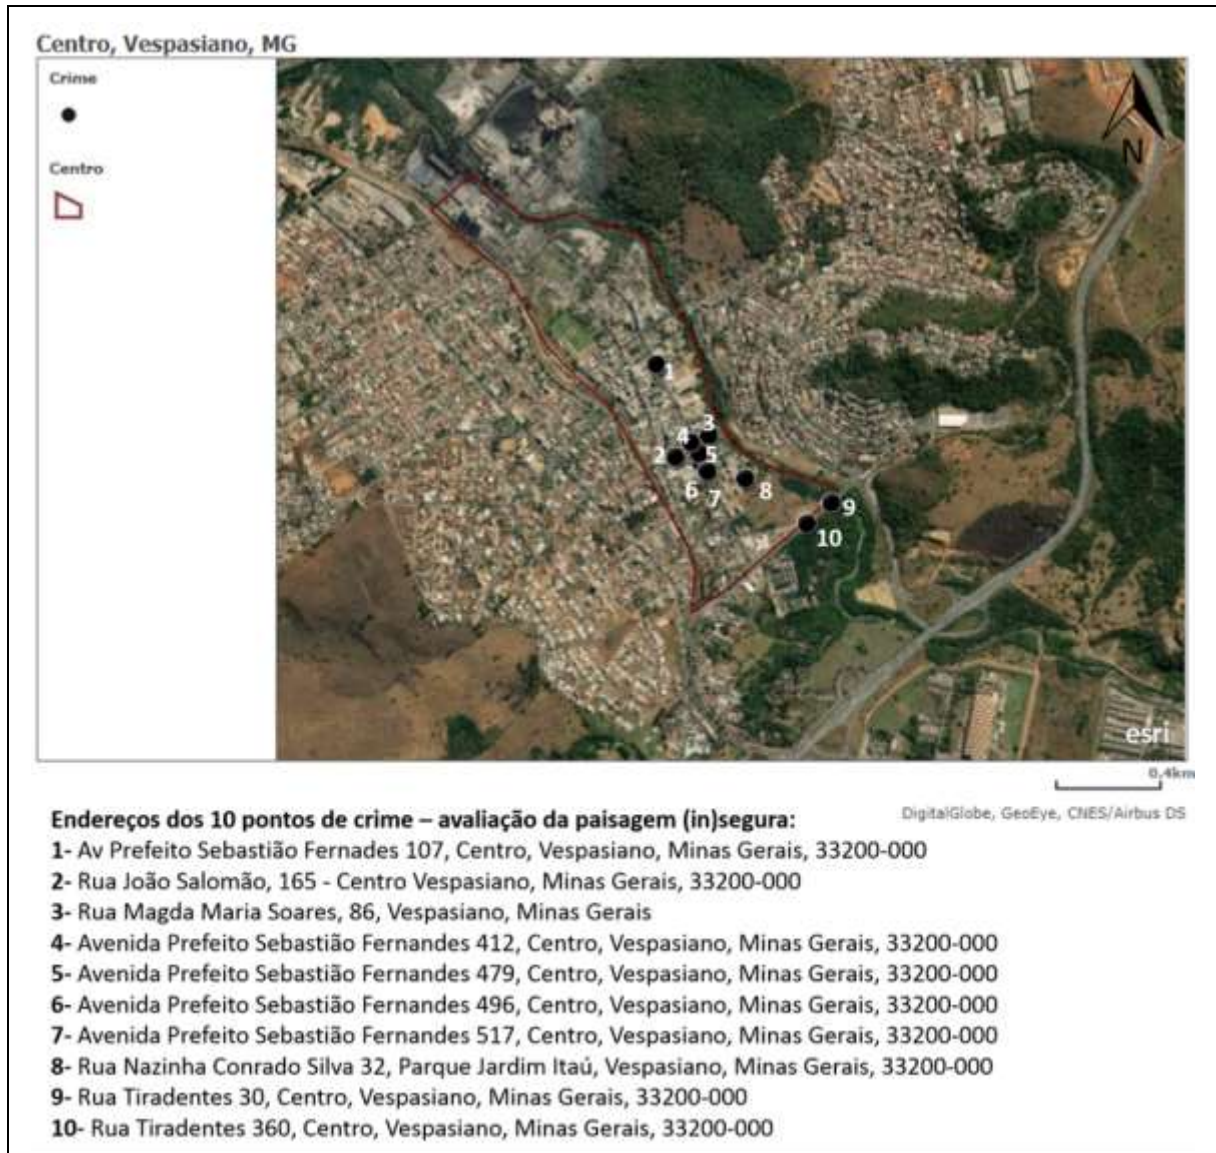 Centro, Vespasiano, MG
Crime
Centro
N
1
3
4
2
5
6
7
8
9
10
esri
0,4km
DigitalGlobe, GeoEye, CNES/Airbus DS
Endereços dos 10 pontos de crime – avaliação da paisagem (in)segura:
1- Av Prefeito Sebastião Fernades 107, Centro, Vespasiano, Minas Gerais, 33200-000
2- Rua João Salomão, 165 - Centro Vespasiano, Minas Gerais, 33200-000
3- Rua Magda Maria Soares, 86, Vespasiano, Minas Gerais
4- Avenida Prefeito Sebastião Fernandes 412, Centro, Vespasiano, Minas Gerais, 33200-000
5- Avenida Prefeito Sebastião Fernandes 479, Centro, Vespasiano, Minas Gerais, 33200-000
6- Avenida Prefeito Sebastião Fernandes 496, Centro, Vespasiano, Minas Gerais, 33200-000
7- Avenida Prefeito Sebastião Fernandes 517, Centro, Vespasiano, Minas Gerais, 33200-000
8- Rua Nazinha Conrado Silva 32, Parque Jardim Itaú, Vespasiano, Minas Gerais, 33200-000
9- Rua Tiradentes 30, Centro, Vespasiano, Minas Gerais, 33200-000
10- Rua Tiradentes 360, Centro, Vespasiano, Minas Gerais, 33200-000